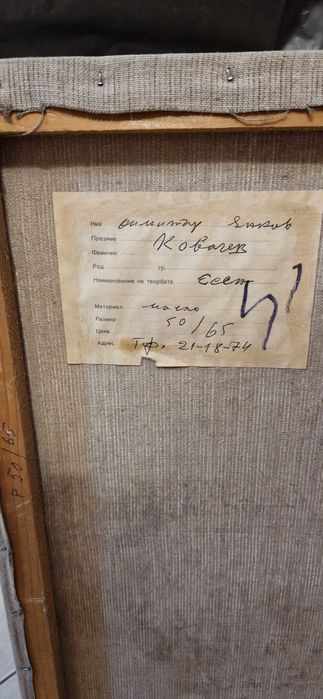 Име Димитър Янков
Презиме Ковачев
Фамилия
Род. гр.
Наименование на творбата Есен
Материал масло
Размер 50/65
Цена
Адрес Тф. 21-18-74
Р 50/65